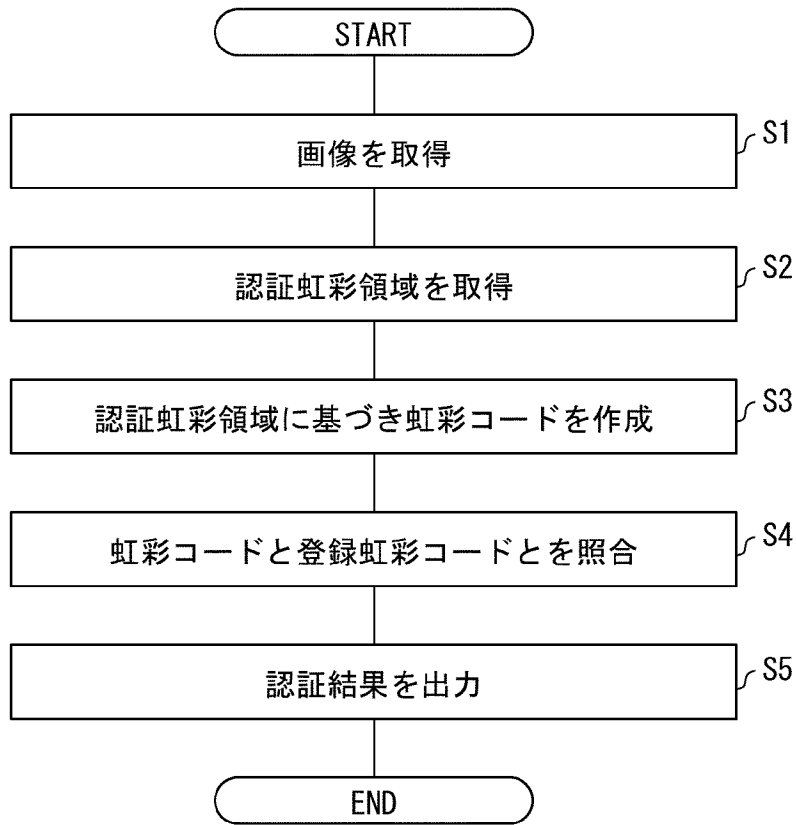 START
画像を取得
S1
認証虹彩領域を取得
S2
認証虹彩領域に基づき虹彩コードを作成
S3
虹彩コードと登録虹彩コードとを照合
S4
認証結果を出力
S5
END